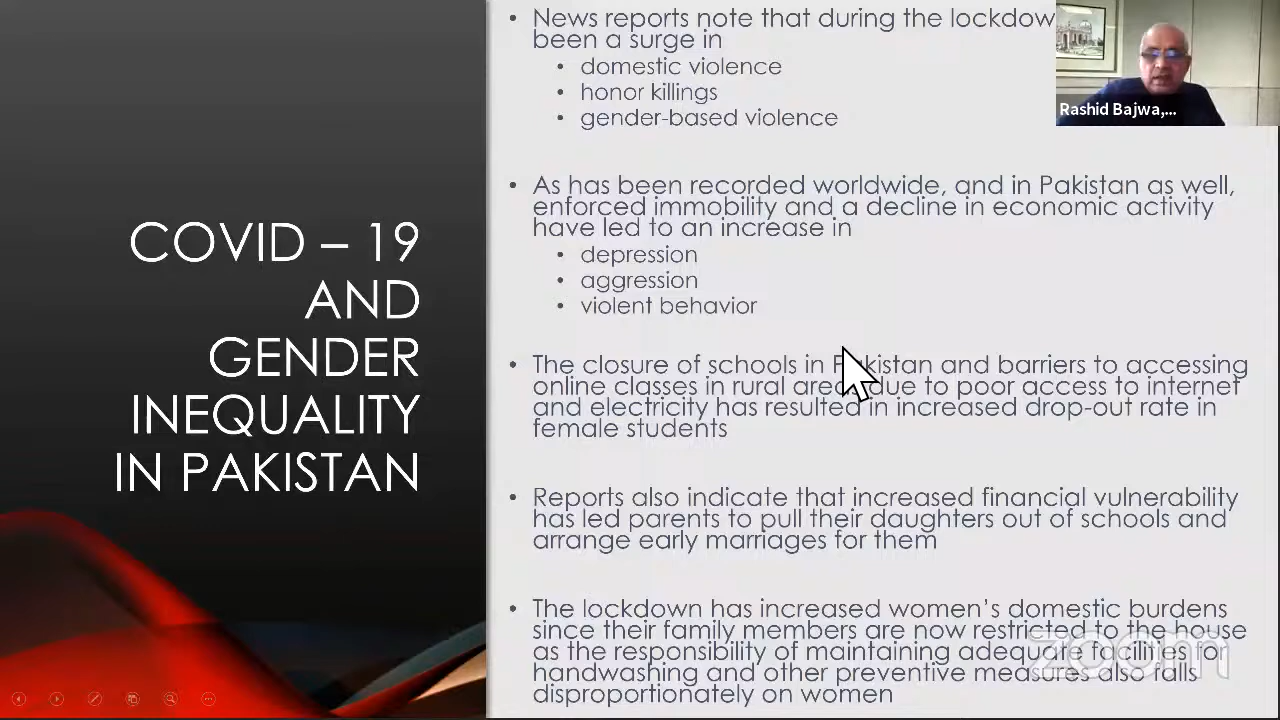 COVID – 19
AND
GENDER
INEQUALITY
IN PAKISTAN
• News reports note that during the
been a surge in
• domestic violence
• honor killings
• gender-based violence
• As has been recorded worldwide, and in Pakistan as well,
enforced immobility and a decline in economic activity
have led to an increase in
• depression
• aggression
• violent behavior
• The closure of schools in Pakistan and barriers to accessing
online classes in rural areas due to poor access to internet
and electricity has resulted in increased drop-out rate in
female students
• Reports also indicate that increased financial vulnerability
has led parents to pull their daughters out of schools and
arrange early marriages for them
• The lockdown has increased women's domestic burdens
since their family members are now restricted to the house
as the responsibility of maintaining adequate facilities for
handwashing and other preventive measures also falls
disproportionately on women
Rashid Bajwa,...
zoom